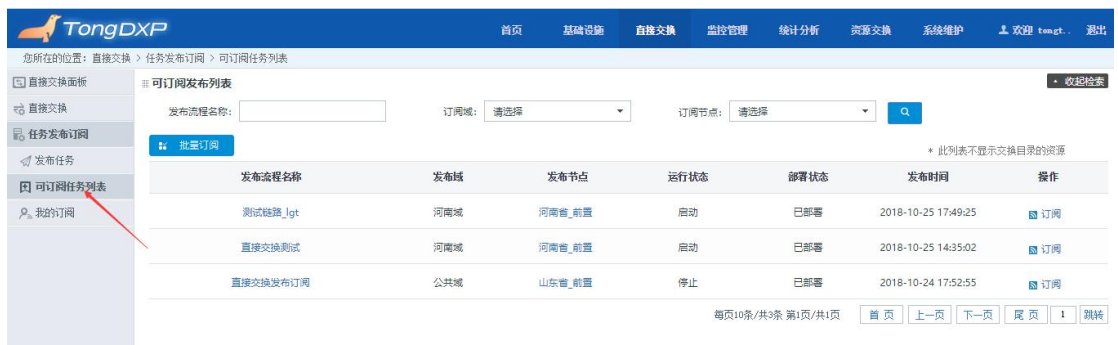 TongDXP 首页 基础设施 直接交换 监控管理 统计分析 资源交换 系统维护 欢迎 tongt.. 退出
您所在的位置：直接交换 > 任务发布订阅 > 可订阅任务列表
直接交换面板
直接交换
任务发布订阅
发布任务
可订阅任务列表
我的订阅
可订阅发布列表 收起检索
发布流程名称： 订阅域： 请选择 订阅节点： 请选择
批量订阅 * 此列表不显示交换目录的资源
发布流程名称 发布域 发布节点 运行状态 部署状态 发布时间 操作
测试链路_lgt 河南域 河南省_前置 启动 已部署 2018-10-25 17:49:25 订阅
直接交换测试 河南域 河南省_前置 启动 已部署 2018-10-25 14:35:02 订阅
直接交换发布订阅 公共域 山东省_前置 停止 已部署 2018-10-24 17:52:55 订阅
每页10条/共3条 第1页/共1页 首 页 上一页 下一页 尾 页 1 跳转